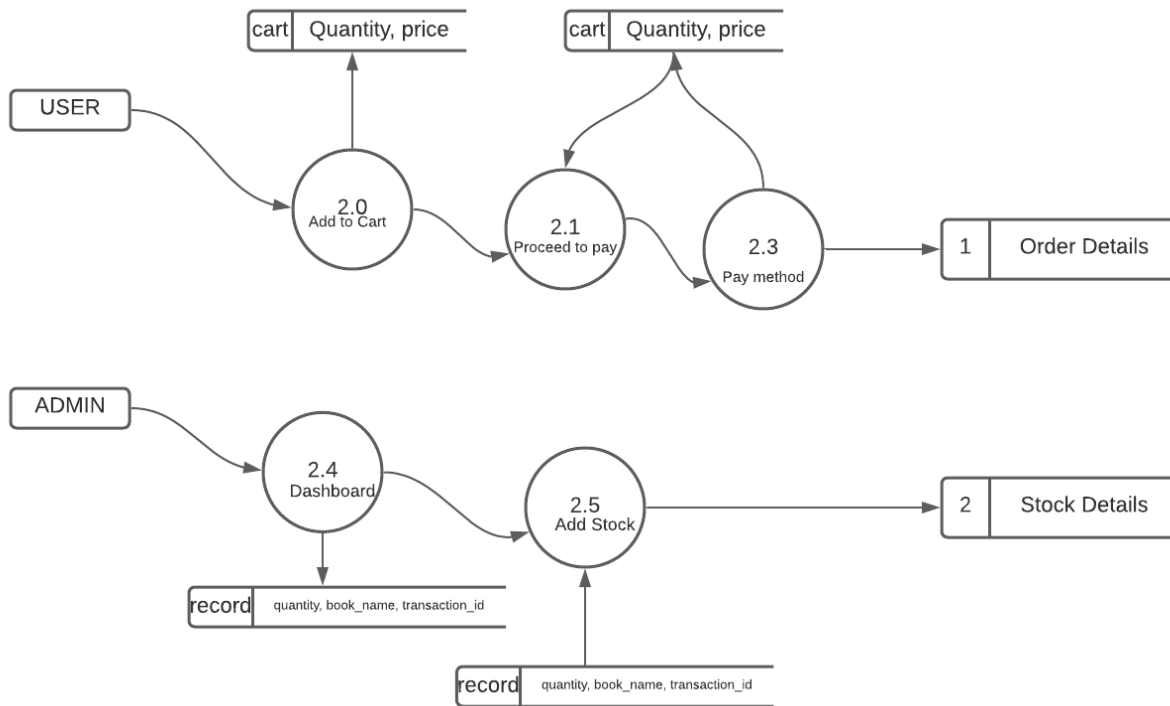 cart
Quantity, price
cart
Quantity, price
USER
2.0
Add to Cart
2.1
Proceed to pay
2.3
Pay method
1
Order Details
ADMIN
2.4
Dashboard
2.5
Add Stock
2
Stock Details
record
quantity, book_name, transaction_id
record
quantity, book_name, transaction_id